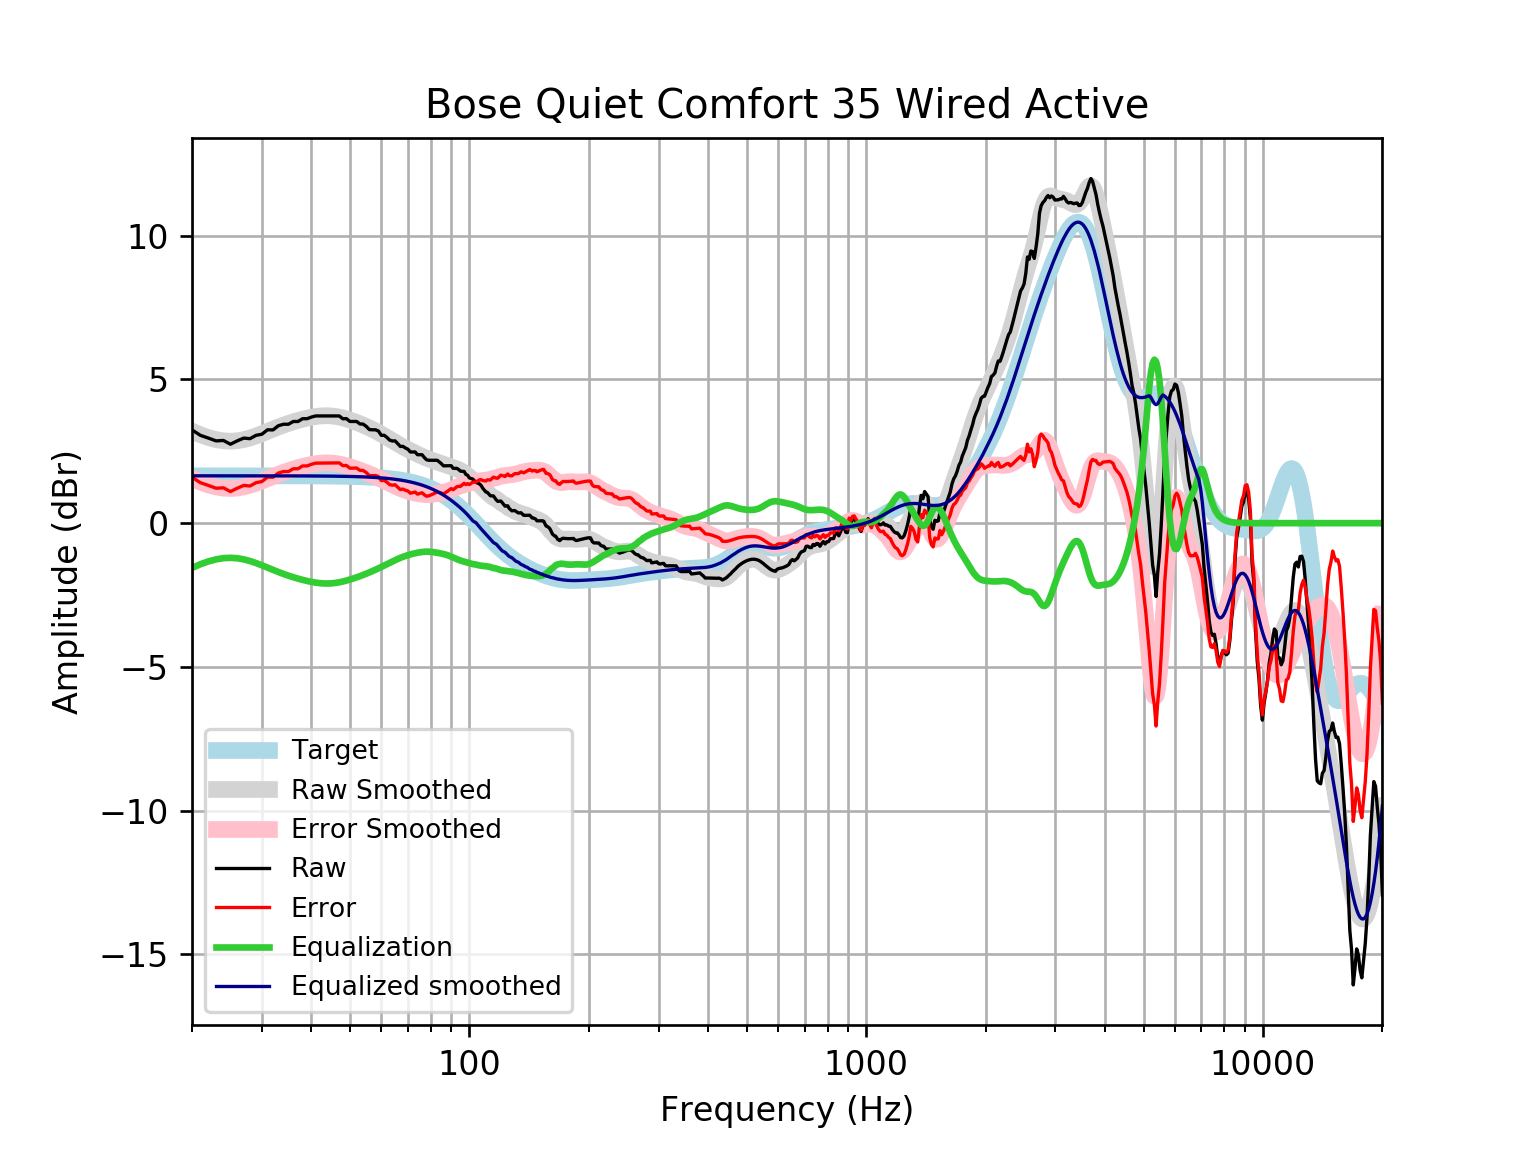 Bose Quiet Comfort 35 Wired Active
Amplitude (dBr)
10
5
0
−5
−10
−15
Target
Raw Smoothed
Error Smoothed
Raw
Error
Equalization
Equalized smoothed
100
1000
10000
Frequency (Hz)